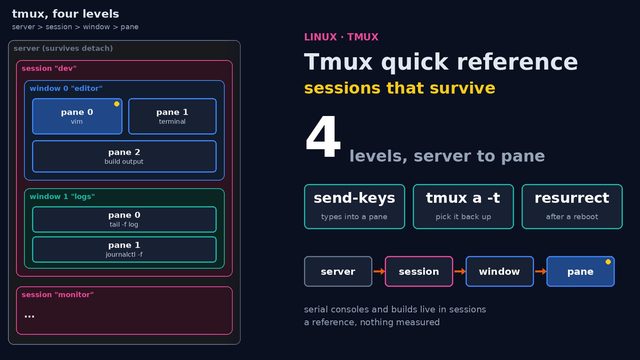 tmux, four levels
server > session > window > pane
server (survives detach)
session "dev"
window 0 "editor"
pane 0
vim
pane 1
terminal
pane 2
build output
window 1 "logs"
pane 0
tail -f log
pane 1
journalctl -f
session "monitor"
...
LINUX · TMUX
Tmux quick reference
sessions that survive
4 levels, server to pane
send-keys
types into a pane
tmux a -t
pick it back up
resurrect
after a reboot
server
session
window
pane
serial consoles and builds live in sessions
a reference, nothing measured